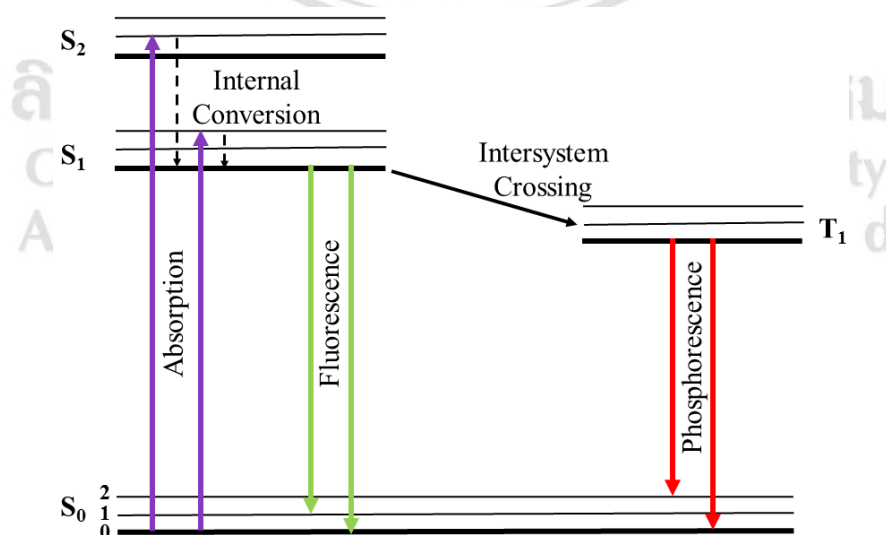 S2
Internal
Conversion
S1
Intersystem
Crossing
T1
Absorption
Fluorescence
Phosphorescence
S0
2
1
0